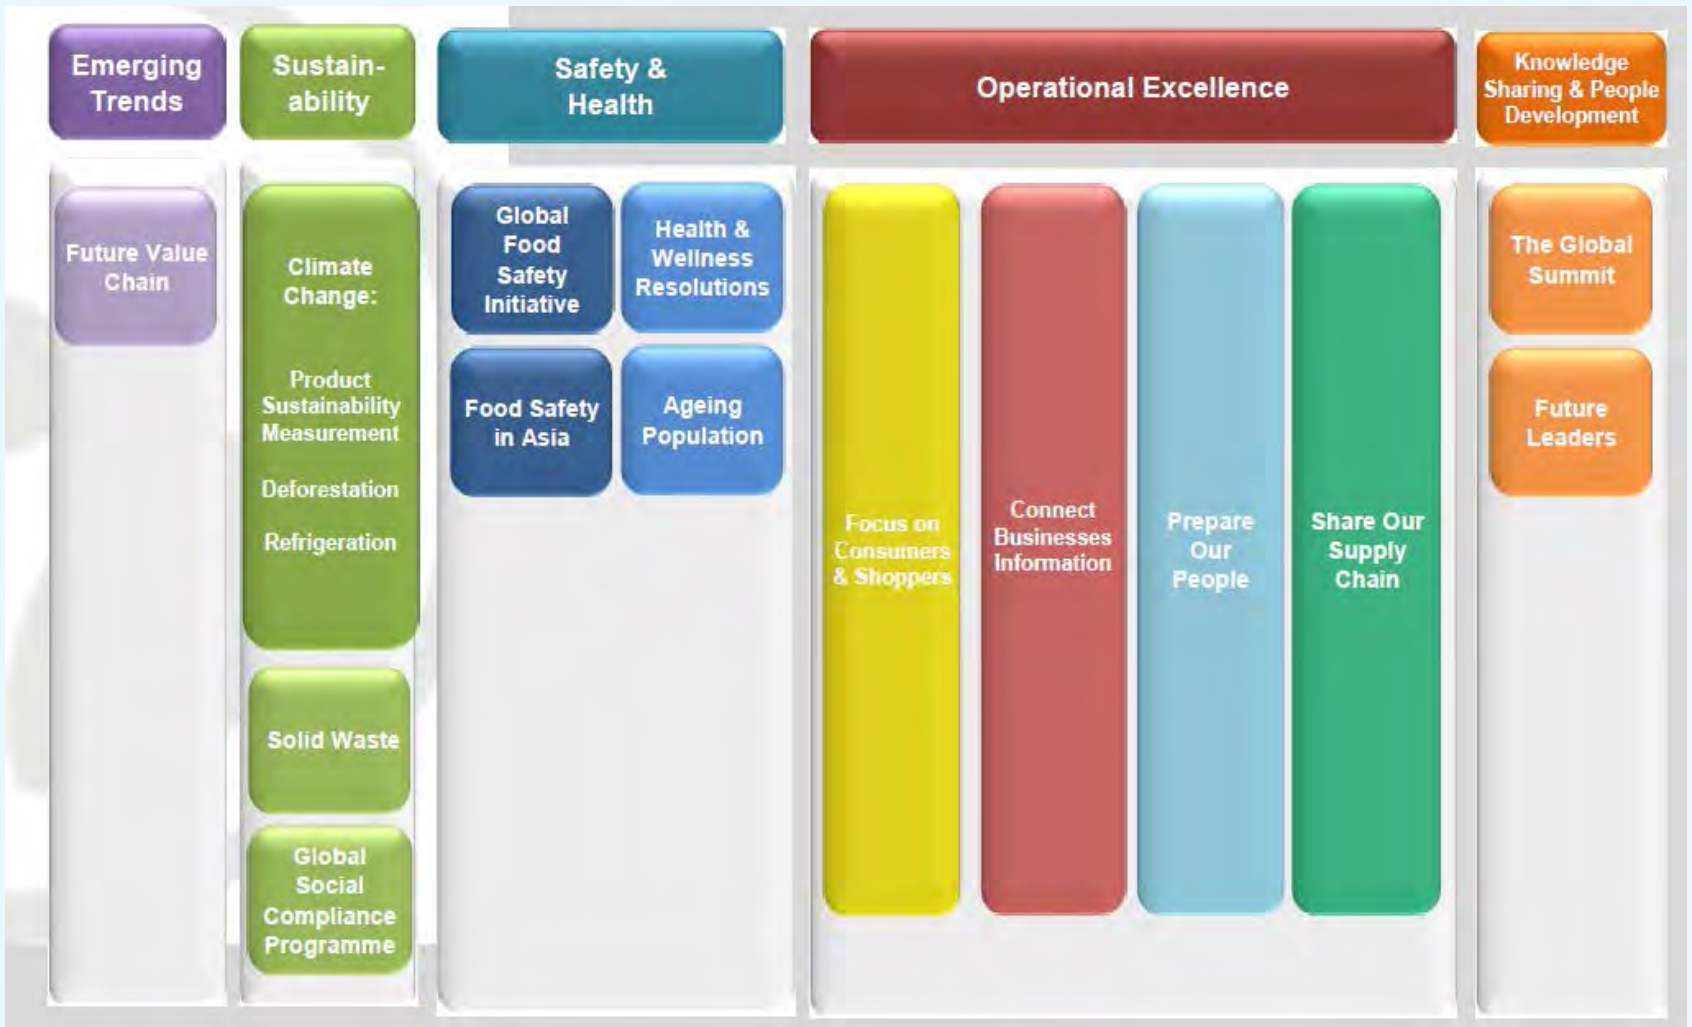 Emerging
Trends
Sustain-
ability
Safety &
Health
Operational Excellence
Knowledge
Sharing & People
Development
Future Value
Chain
Climate
Change:
Product
Sustainability
Measurement
Deforestation
Refrigeration
Solid Waste
Global
Social
Compliance
Programme
Global
Food
Safety
Initiative
Health &
Wellness
Resolutions
Food Safety
in Asia
Ageing
Population
Focus on
Consumers
& Shoppers
Connect
Businesses
Information
Prepare
Our
People
Share Our
Supply
Chain
The Global
Summit
Future
Leaders